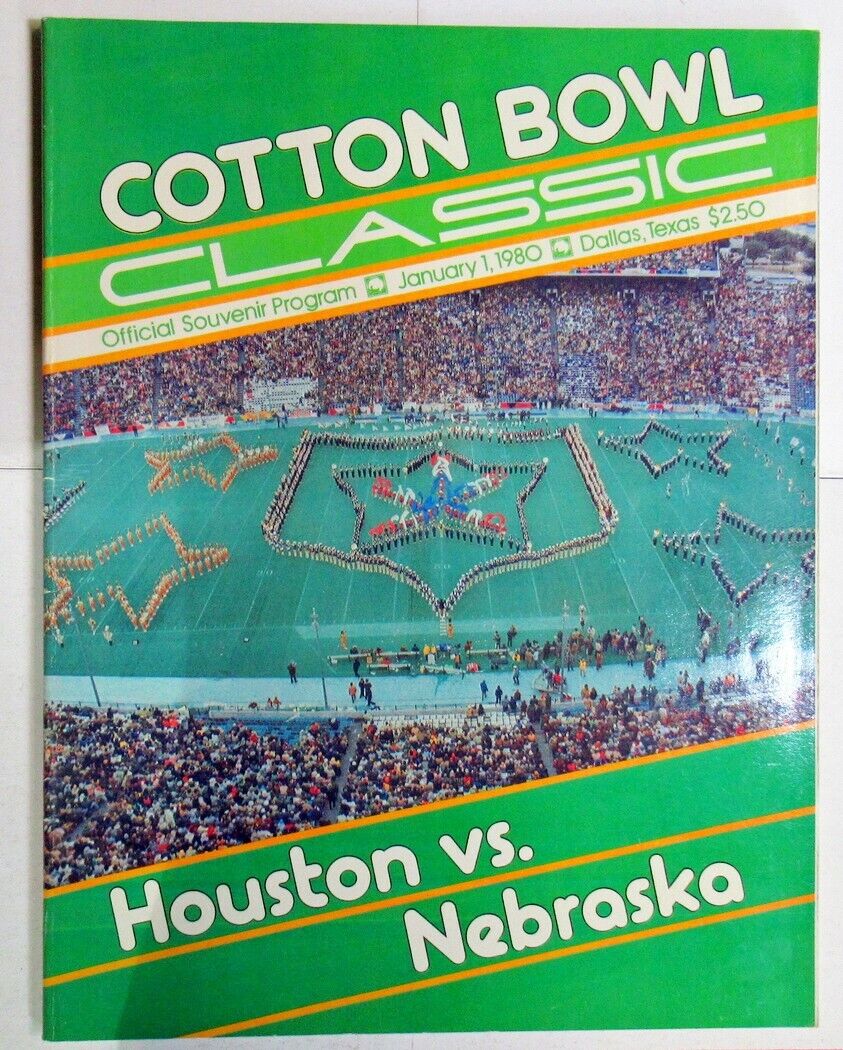 COTTON BOWL
CLASSIC
Official Souvenir Program January 1, 1980 Dallas, Texas $2.50
Houston vs.
Nebraska